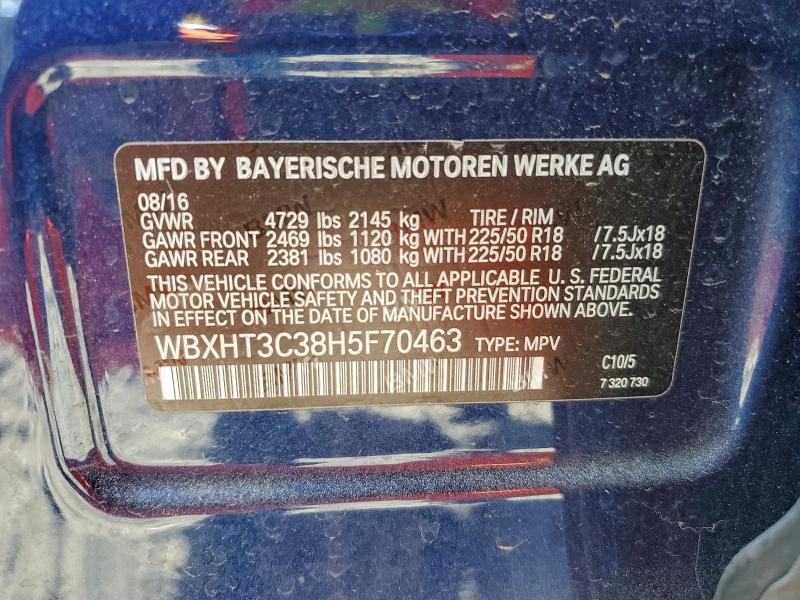 MFD BY BAYERISCHE MOTOREN WERKE AG
08/16
GVWR 4729 lbs 2145 kg TIRE / RIM
GAWR FRONT 2469 lbs 1120 kg WITH 225/50 R18 /7.5Jx18
GAWR REAR 2381 lbs 1080 kg WITH 225/50 R18 /7.5Jx18
THIS VEHICLE CONFORMS TO ALL APPLICABLE U. S. FEDERAL
MOTOR VEHICLE SAFETY AND THEFT PREVENTION STANDARDS
IN EFFECT ON THE DATE OF MANUFACTURE SHOWN ABOVE.
WBXHT3C38H5F70463 TYPE: MPV
C10/5
7 320 730